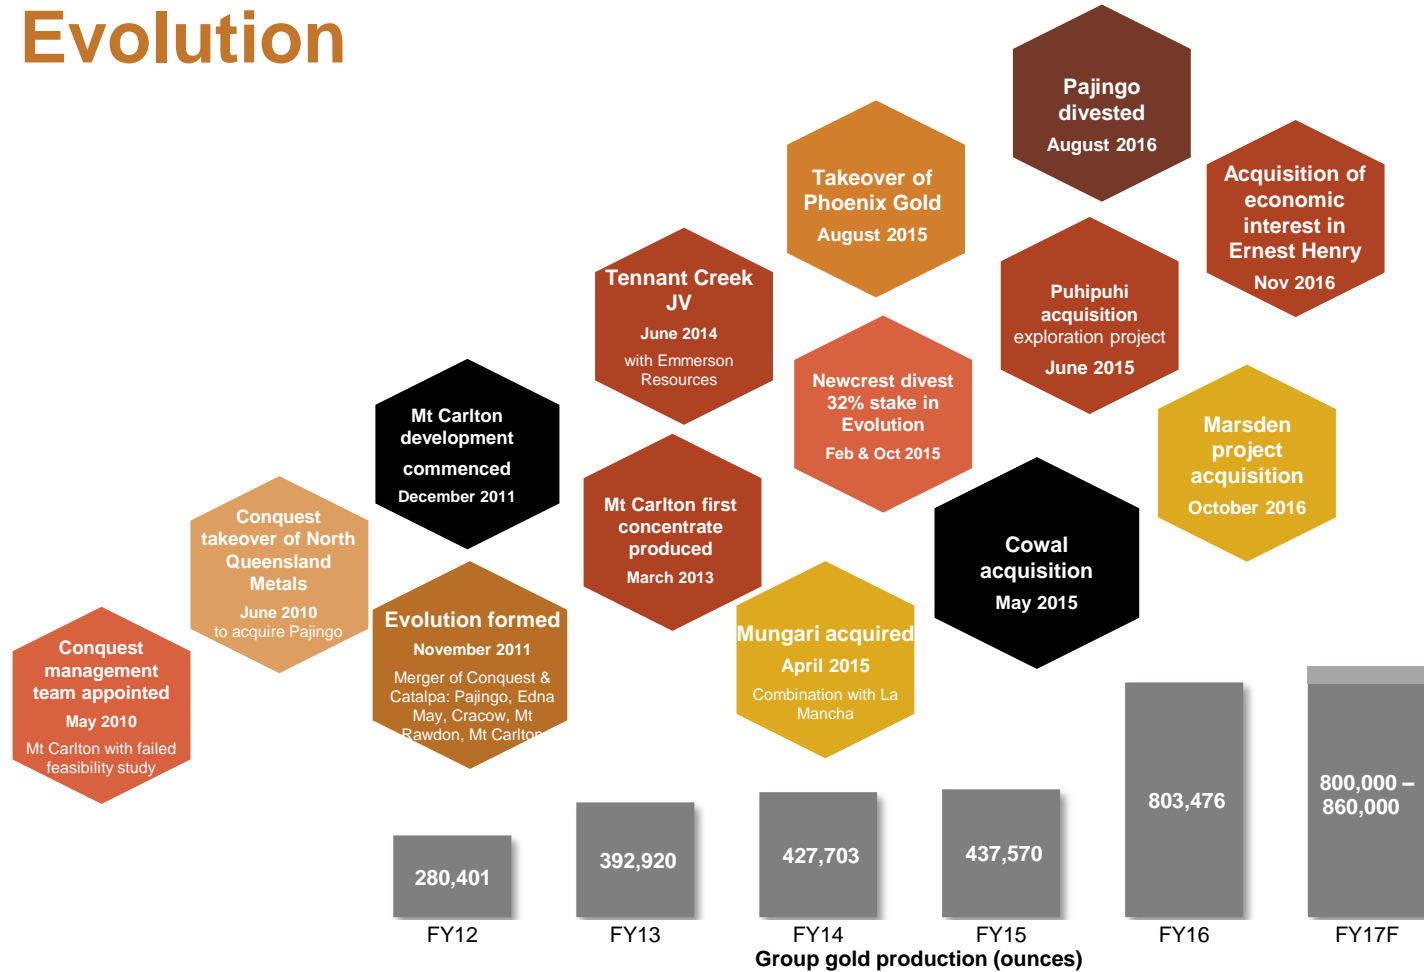 Evolution
Pajingo
divested
August 2016
Takeover of
Phoenix Gold
August 2015
Acquisition of
economic
interest in
Ernest Henry
Nov 2016
Tennant Creek
JV
June 2014
with Emmerson
Resources
Puhipuhi
acquisition
exploration project
June 2015
Newcrest divest
32% stake in
Evolution
Feb & Oct 2015
Mt Carlton
development
commenced
December 2011
Marsden
project
acquisition
October 2016
Conquest
takeover of North
Queensland
Metals
June 2010
to acquire Pajingo
Mt Carlton first
concentrate
produced
March 2013
Cowal
acquisition
May 2015
Conquest
management
team appointed
May 2010
Mt Carlton with failed
feasibility study
Evolution formed
November 2011
Merger of Conquest &
Catalpa: Pajingo, Edna
May, Cracow, Mt
Rawdon, Mt Carlton
Mungari acquired
April 2015
Combination with La
Mancha
280,401
392,920
427,703
437,570
803,476
800,000 –
860,000
FY12
FY13
FY14
FY15
FY16
FY17F
Group gold production (ounces)